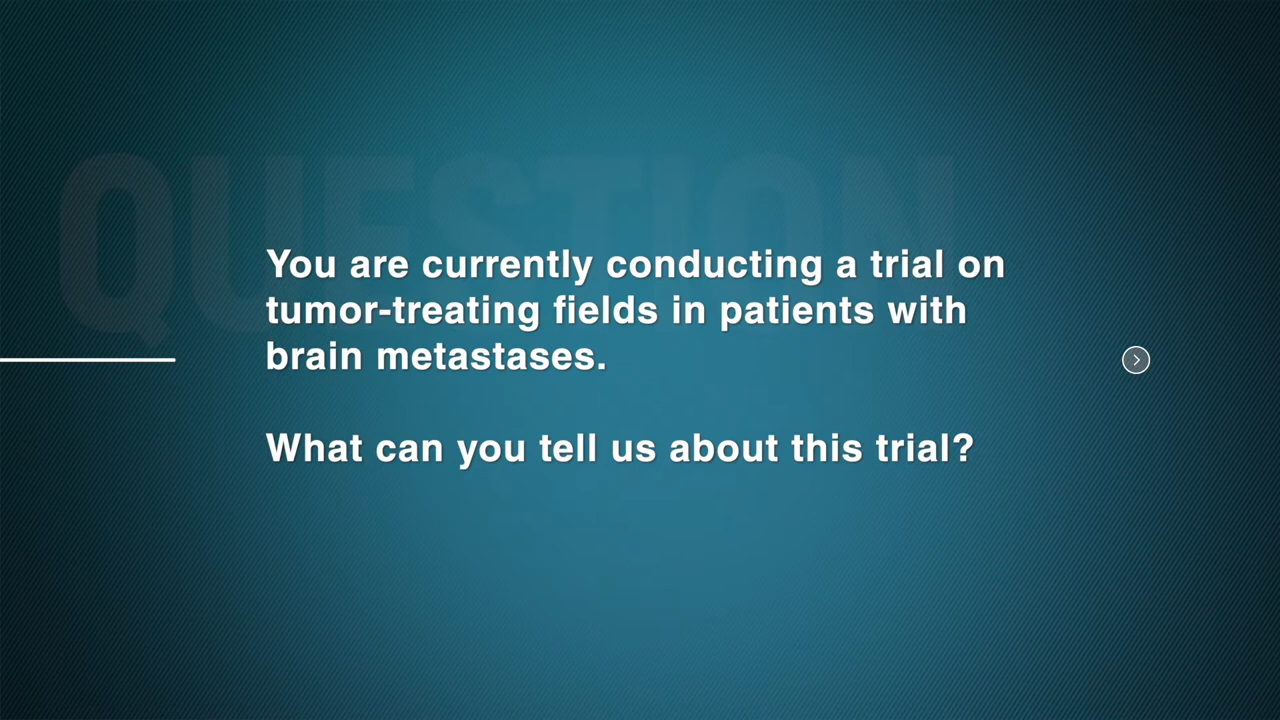 QUESTION
You are currently conducting a trial on
tumor-treating fields in patients with
brain metastases.
What can you tell us about this trial?